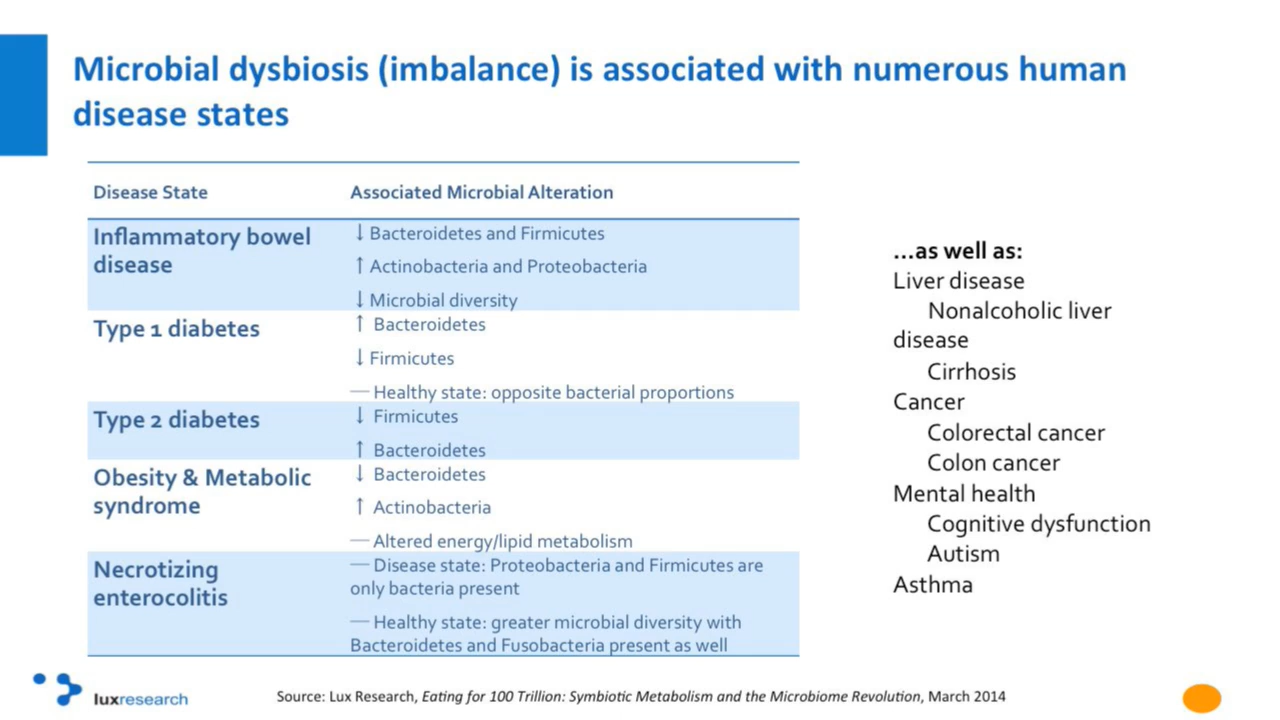 Microbial dysbiosis (imbalance) is associated with numerous human
disease states
Disease State
Associated Microbial Alteration
Inflammatory bowel
disease
↓ Bacteroidetes and Firmicutes
↑ Actinobacteria and Proteobacteria
↓ Microbial diversity
Type 1 diabetes
↑ Bacteroidetes
↓ Firmicutes
— Healthy state: opposite bacterial proportions
Type 2 diabetes
↓ Firmicutes
↑ Bacteroidetes
Obesity & Metabolic
syndrome
↓ Bacteroidetes
↑ Actinobacteria
— Altered energy/lipid metabolism
Necrotizing
enterocolitis
— Disease state: Proteobacteria and Firmicutes are
only bacteria present
— Healthy state: greater microbial diversity with
Bacteroidetes and Fusobacteria present as well
...as well as:
Liver disease
Nonalcoholic liver
disease
Cirrhosis
Cancer
Colorectal cancer
Colon cancer
Mental health
Cognitive dysfunction
Autism
Asthma
luxresearch
Source: Lux Research, Eating for 100 Trillion: Symbiotic Metabolism and the Microbiome Revolution, March 2014